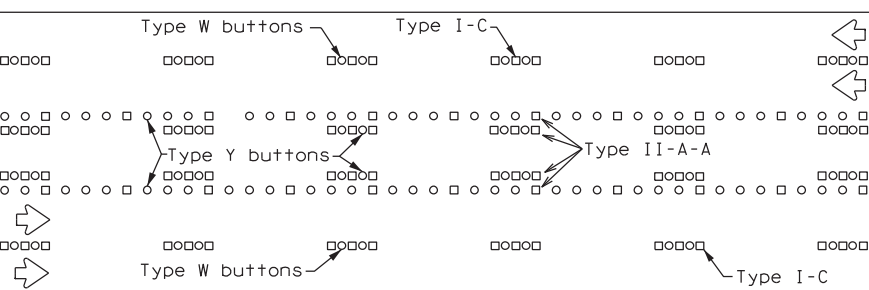 Type W buttons
Type I-C
Type Y buttons
Type II-A-A
Type W buttons
Type I-C